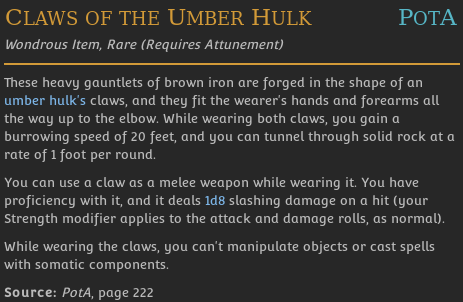 Claws of the Umber Hulk PotA
Wondrous Item, Rare (Requires Attunement)
These heavy gauntlets of brown iron are forged in the shape of an
umber hulk's claws, and they fit the wearer's hands and forearms all
the way up to the elbow. While wearing both claws, you gain a
burrowing speed of 20 feet, and you can tunnel through solid rock at a
rate of 1 foot per round.
You can use a claw as a melee weapon while wearing it. You have
proficiency with it, and it deals 1d8 slashing damage on a hit (your
Strength modifier applies to the attack and damage rolls, as normal).
While wearing the claws, you can't manipulate objects or cast spells
with somatic components.
Source: PotA, page 222